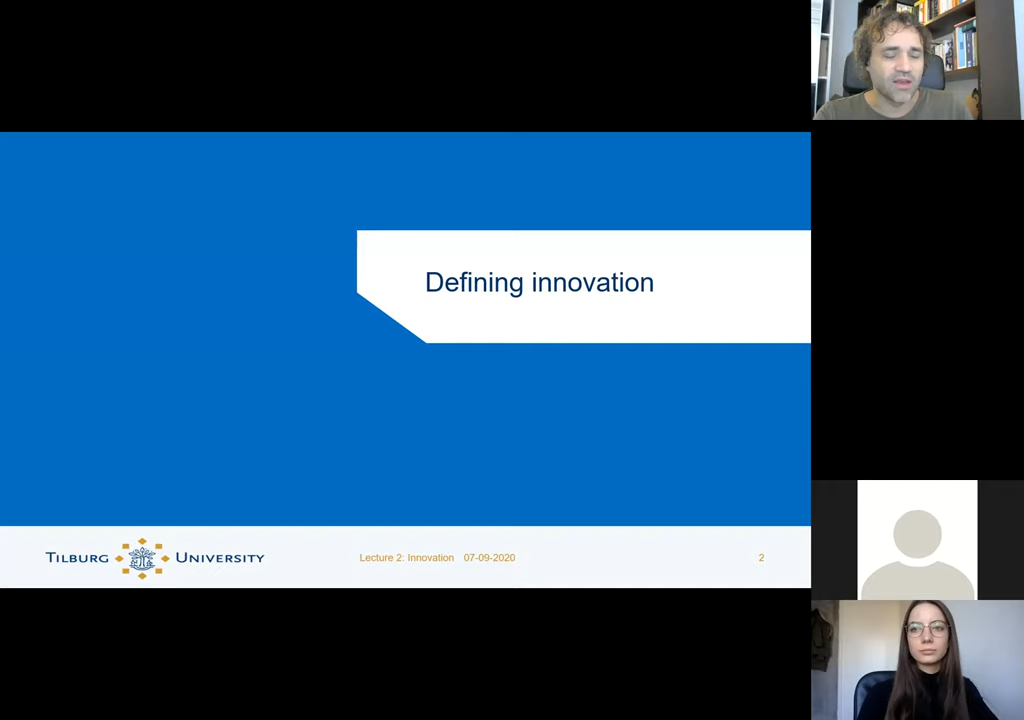 Defining innovation
TILBURG UNIVERSITY
Lecture 2: Innovation 07-09-2020
2